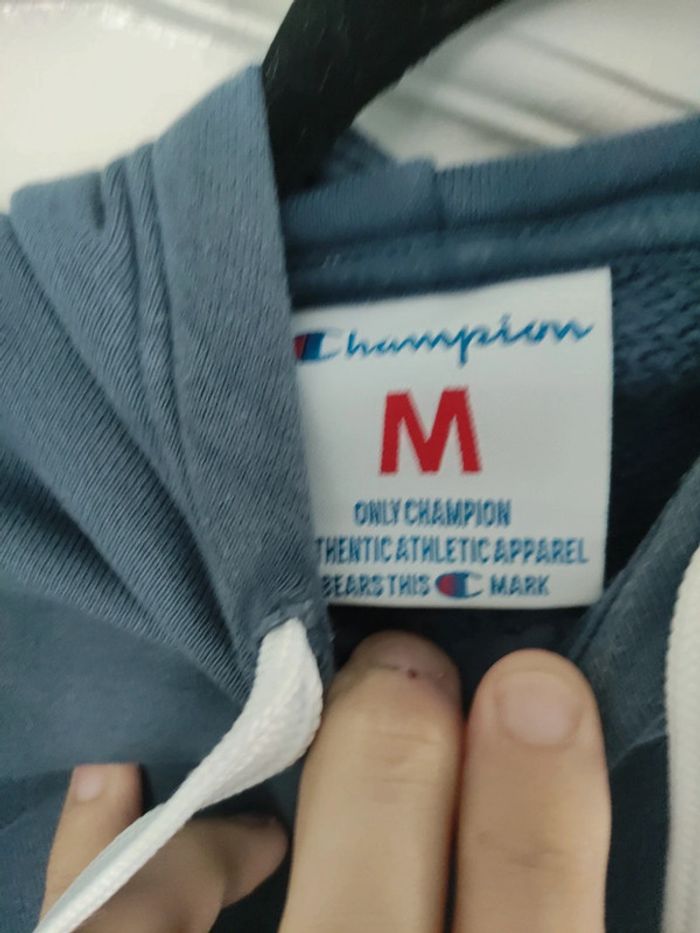 Champion
M
ONLY CHAMPION
THENTIC ATHLETIC APPAREL
BEARS THIS C MARK